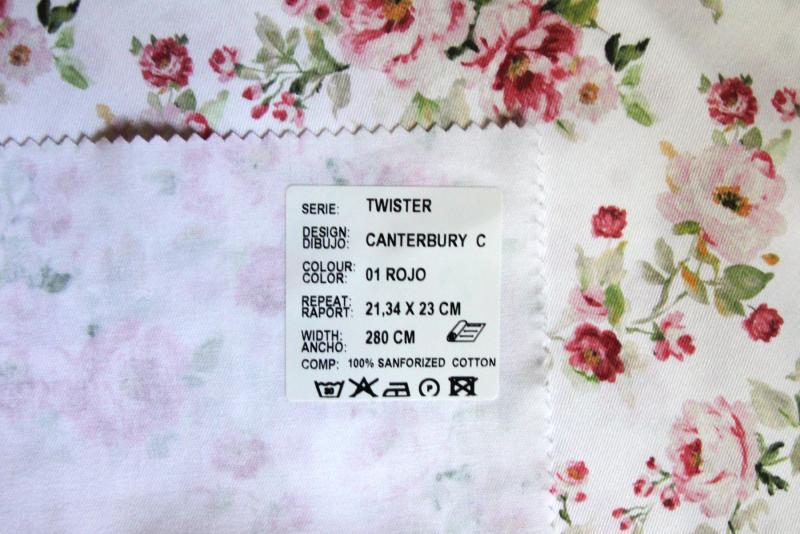 SERIE: TWISTER
DESIGN:
DIBUJO: CANTERBURY C
COLOUR:
COLOR: 01 ROJO
REPEAT:
RAPORT: 21,34 X 23 CM
WIDTH:
ANCHO: 280 CM
COMP: 100% SANFORIZED COTTON
P